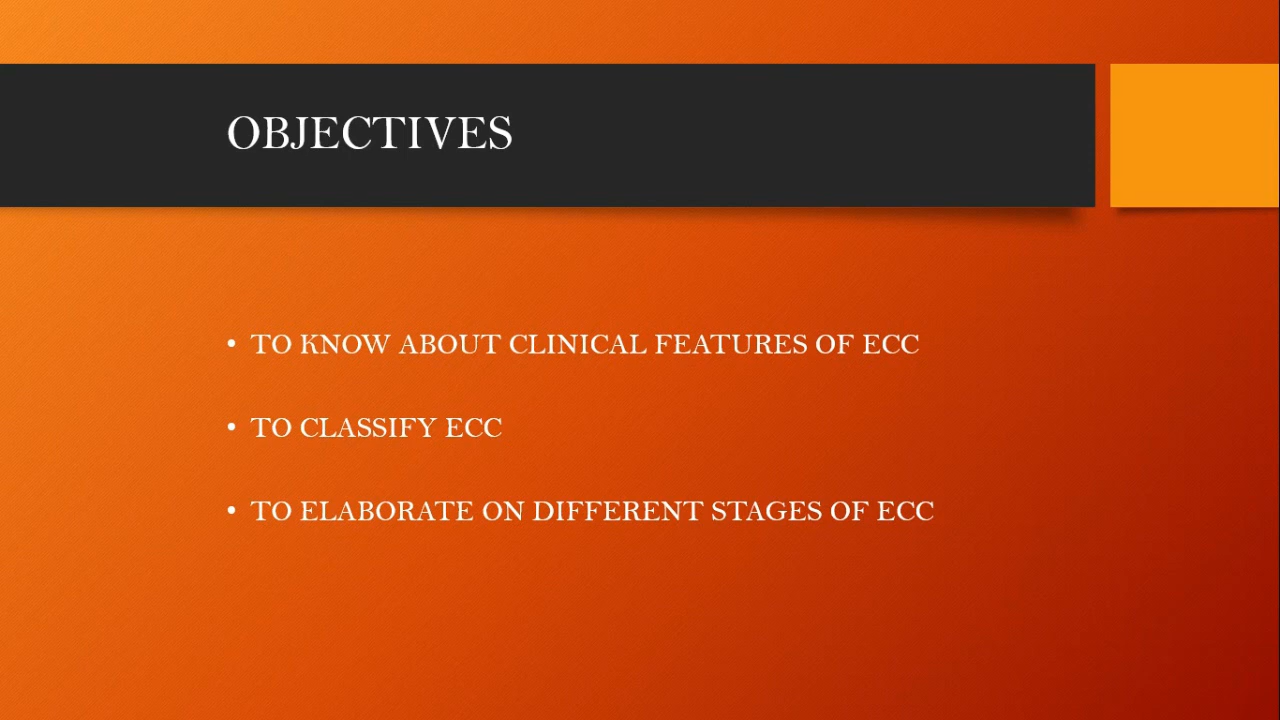 OBJECTIVES
• TO KNOW ABOUT CLINICAL FEATURES OF ECC
• TO CLASSIFY ECC
• TO ELABORATE ON DIFFERENT STAGES OF ECC